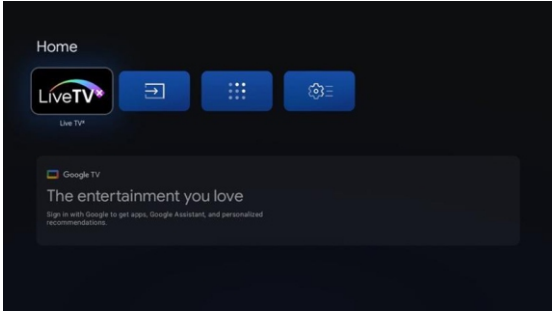 Home
LiveTV
Live TV*
Google TV
The entertainment you love
Sign in with Google to get apps, Google Assistant, and personalized
recommendations.